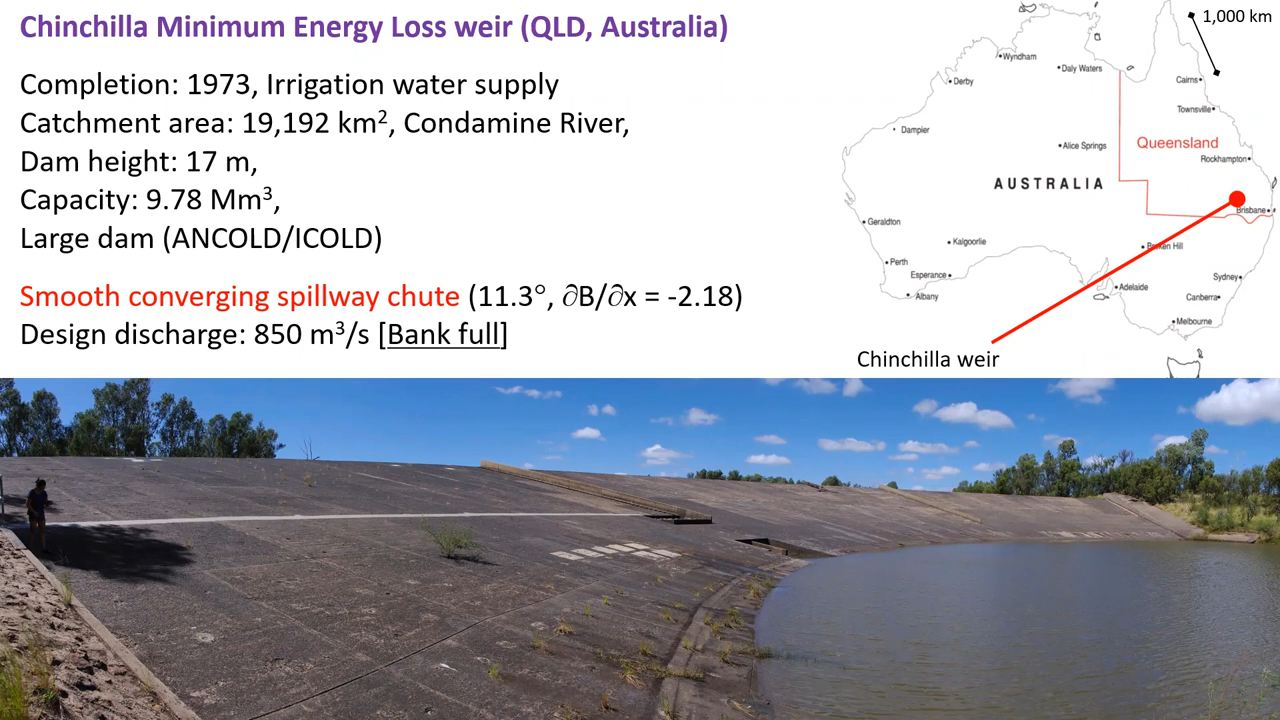 Chinchilla Minimum Energy Loss weir (QLD, Australia)
Completion: 1973, Irrigation water supply
Catchment area: 19,192 km², Condamine River,
Dam height: 17 m,
Capacity: 9.78 Mm³,
Large dam (ANCOLD/ICOLD)
Smooth converging spillway chute (11.3°, ∂B/∂x = -2.18)
Design discharge: 850 m³/s [Bank full]
1,000 km
Wyndham
Daly Waters
Derby
Cairns
Townsville
Dampier
Queensland
Alice Springs
Rockhampton
AUSTRALIA
Brisbane
Geraldton
Kalgoorlie
Broken Hill
Perth
Esperance
Sydney
Adelaide
Albany
Canberra
Melbourne
Chinchilla weir